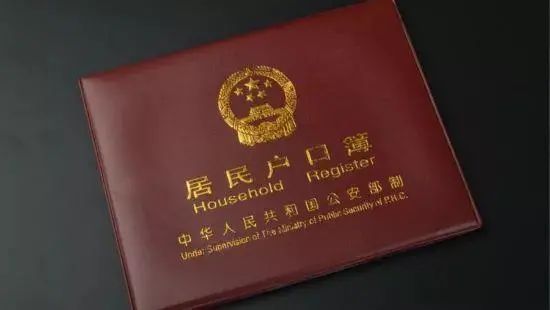 居民户口簿
Household Register
中华人民共和国公安部制
Under Supervision of The Ministry of Public Security of P.R.C.